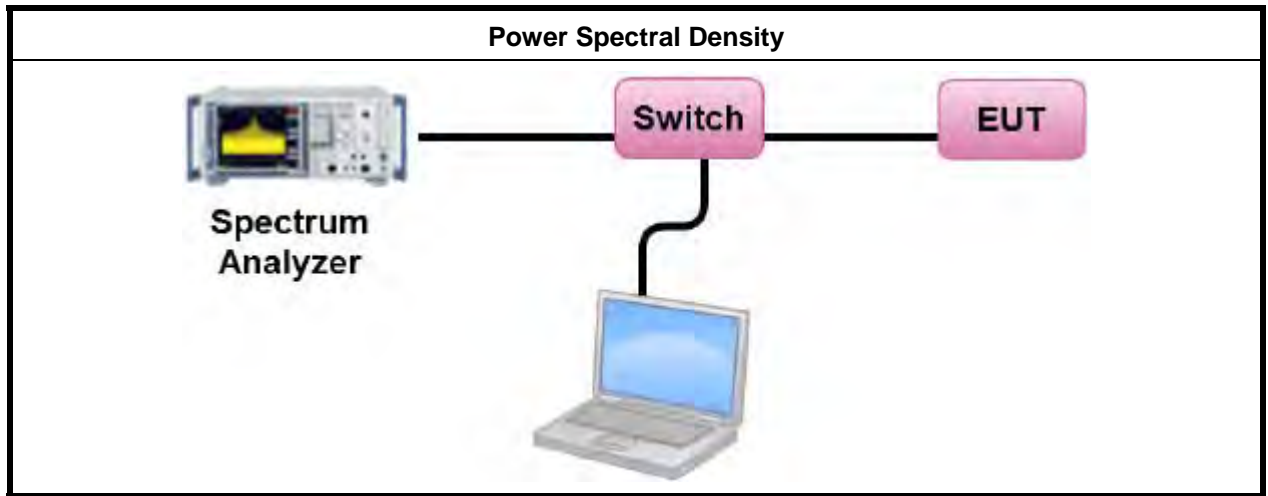 Power Spectral Density
Switch
EUT
Spectrum
Analyzer